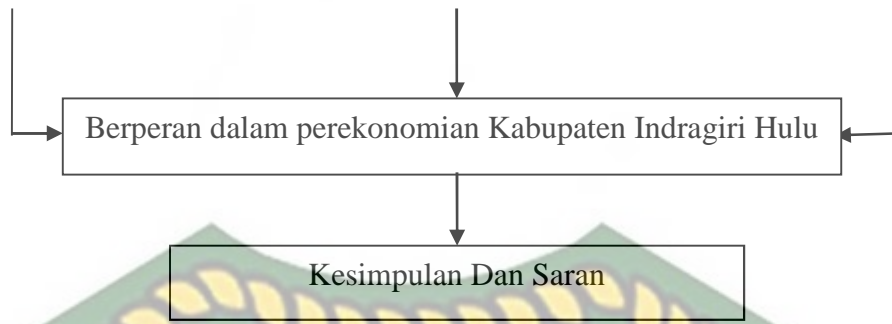 Berperan dalam perekonomian Kabupaten Indragiri Hulu
Kesimpulan Dan Saran